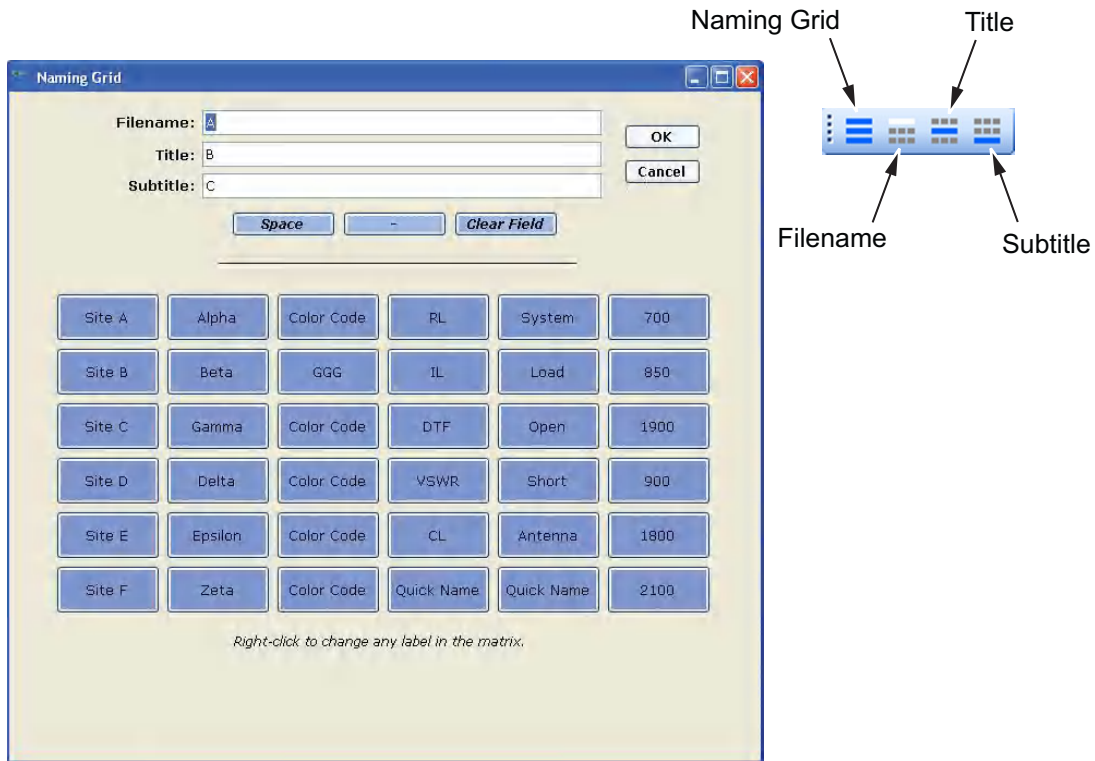 Naming Grid Title
Naming Grid
Filename: A
OK
Title: B
Cancel
Subtitle: C
Space - Clear Field
Filename Subtitle
Site A Alpha Color Code RL System 700
Site B Beta GGG IL Load 850
Site C Gamma Color Code DTF Open 1900
Site D Delta Color Code VSWR Short 900
Site E Epsilon Color Code CL Antenna 1800
Site F Zeta Color Code Quick Name Quick Name 2100
Right-click to change any label in the matrix.